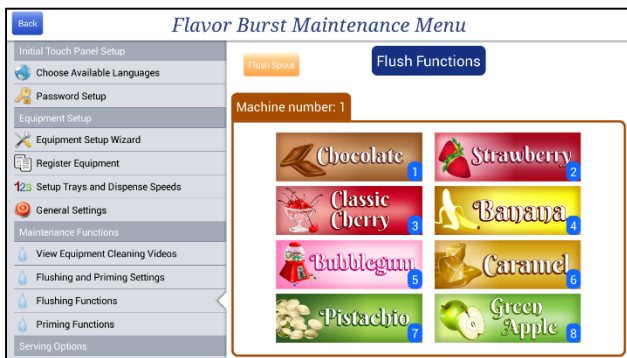 Back
Flavor Burst Maintenance Menu
Initial Touch Panel Setup
Choose Available Languages
Password Setup
Equipment Setup
Equipment Setup Wizard
Register Equipment
123 Setup Trays and Dispense Speeds
General Settings
Maintenance Functions
View Equipment Cleaning Videos
Flushing and Priming Settings
Flushing Functions
Priming Functions
Serving Options
Flush Spout
Flush Functions
Machine number: 1
Chocolate 1
Strawberry 2
Classic
Cherry 3
Banana 4
Bubblegum 5
Caramel 6
Pistachio 7
Green
Apple 8